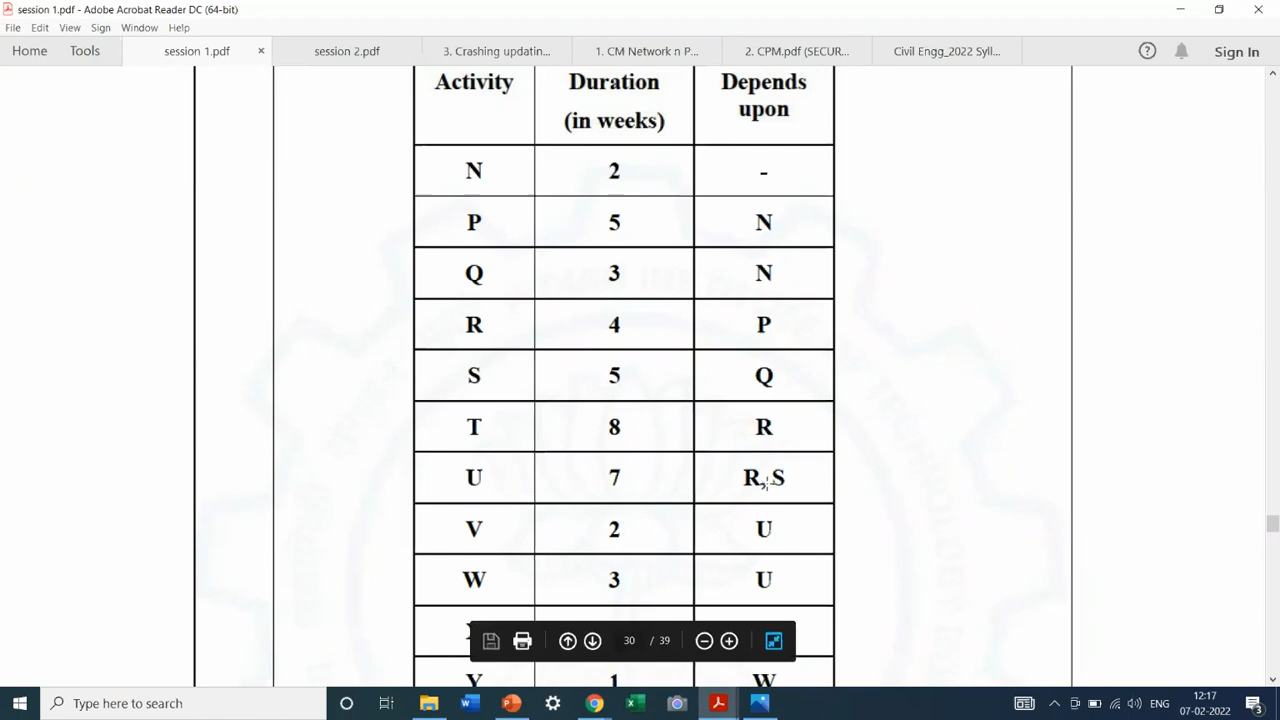 session 1.pdf - Adobe Acrobat Reader DC (64-bit)
File Edit View Sign Window Help
Home Tools session 1.pdf session 2.pdf 3. Crashing updatin... 1. CM Network n P... 2. CPM.pdf (SECUR... Civil Engg_2022 Syll... Sign In
Activity Duration (in weeks) Depends upon
N 2 -
P 5 N
Q 3 N
R 4 P
S 5 Q
T 8 R
U 7 R, S
V 2 U
W 3 U
30 / 39
Y 1 W
Type here to search
ENG 12:17 07-02-2022 3